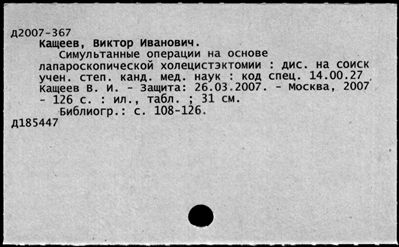 Д2007-367
Кащеев, Виктор Иванович.
Симультанные операции на основе
лапароскопической холецистэктомии : дис. на соиск
учен. степ. канд. мед. наук : код спец. 14.00.27
Кащеев В. И. - Защита: 26.03.2007. - Москва, 2007
- 126 с. : ил., табл. ; 31 см.
Библиогр.: с. 108-126.
Д185447